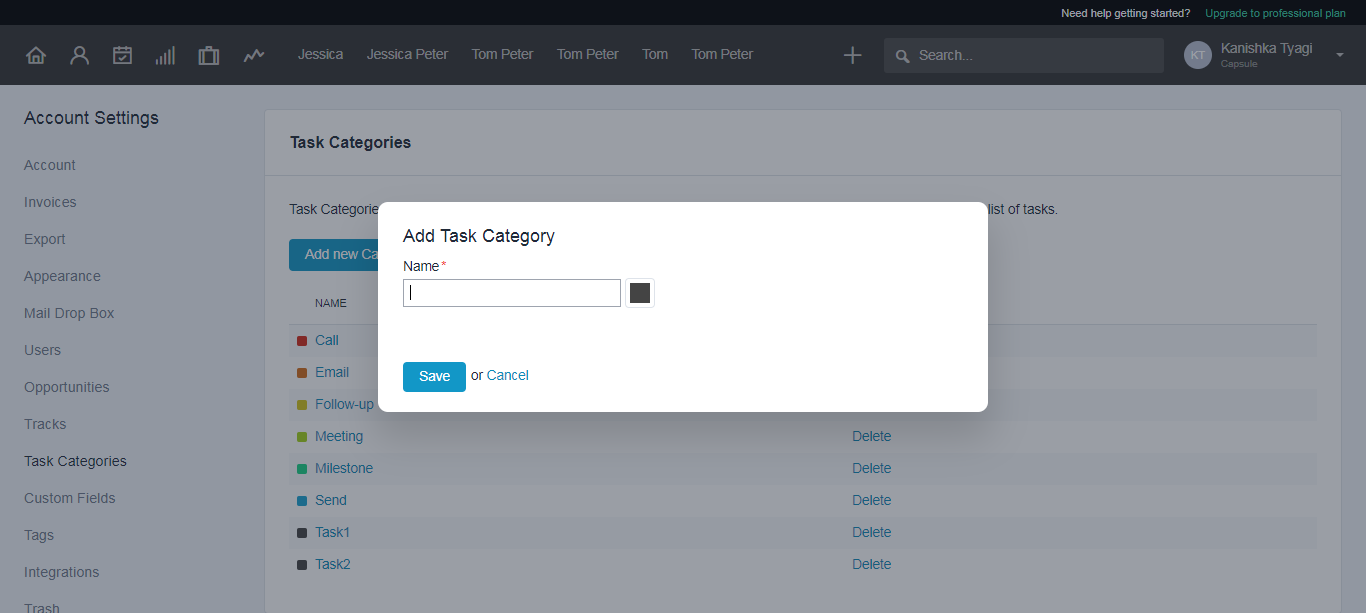 Need help getting started? Upgrade to professional plan
Jessica Jessica Peter Tom Peter Tom Peter Tom Tom Peter Search... KT Kanishka Tyagi
Capsule
Account Settings
Account
Invoices
Export
Appearance
Mail Drop Box
Users
Opportunities
Tracks
Task Categories
Custom Fields
Tags
Integrations
Trash
Task Categories
Task Categorie list of tasks.
Add new Ca
NAME
Call
Email
Follow-up
Meeting Delete
Milestone Delete
Send Delete
Task1 Delete
Task2 Delete
Add Task Category
Name*
Save or Cancel